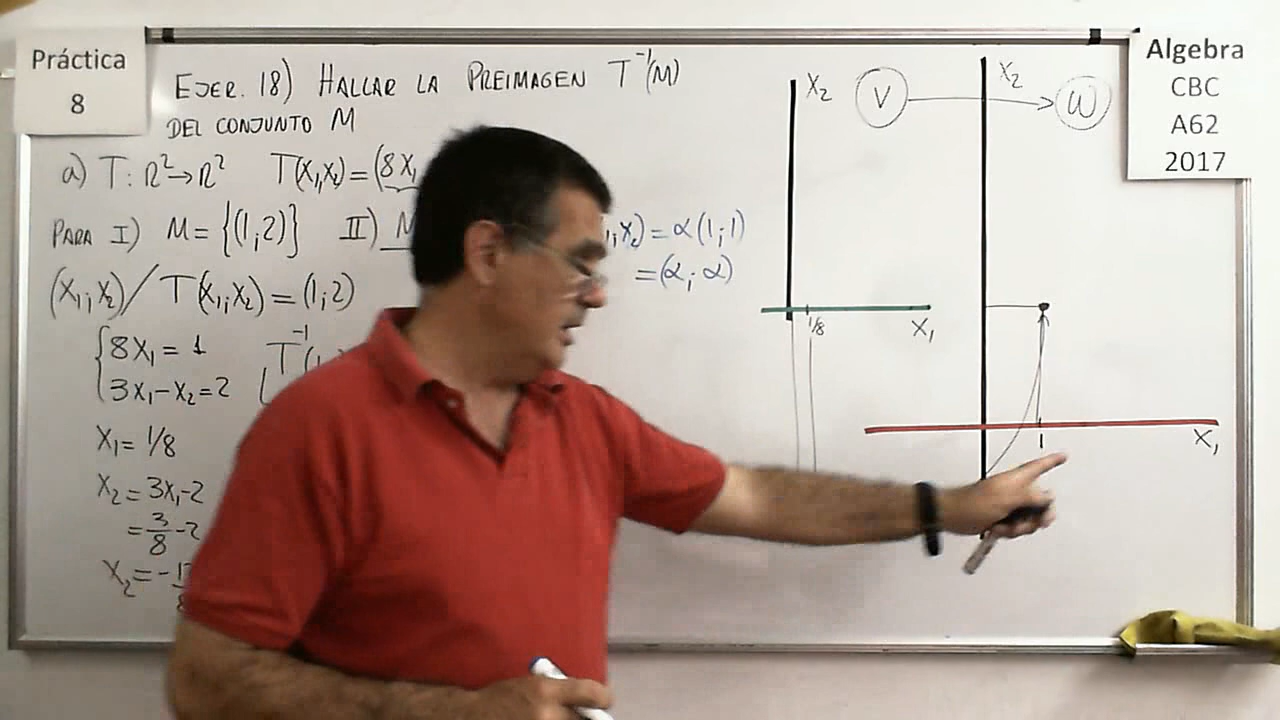 Práctica
8
EJER. 18) HALLAR LA PREIMAGEN T⁻¹(M)
DEL CONJUNTO M
a) T: R²→R² T(X₁,X₂)=(8X₁
PARA I) M={(1;2)} II) M
,X₂)=α(1;1)
=(α;α)
(X₁;X₂)/T(X₁;X₂)=(1;2)
8X₁=1
3X₁-X₂=2
T⁻¹(1,
X₁=1/8
X₂=3X₁-2
=3/8-2
X₂=-
X₂
V
1/8
X₁
X₂
W
1
X₁
Algebra
CBC
A62
2017